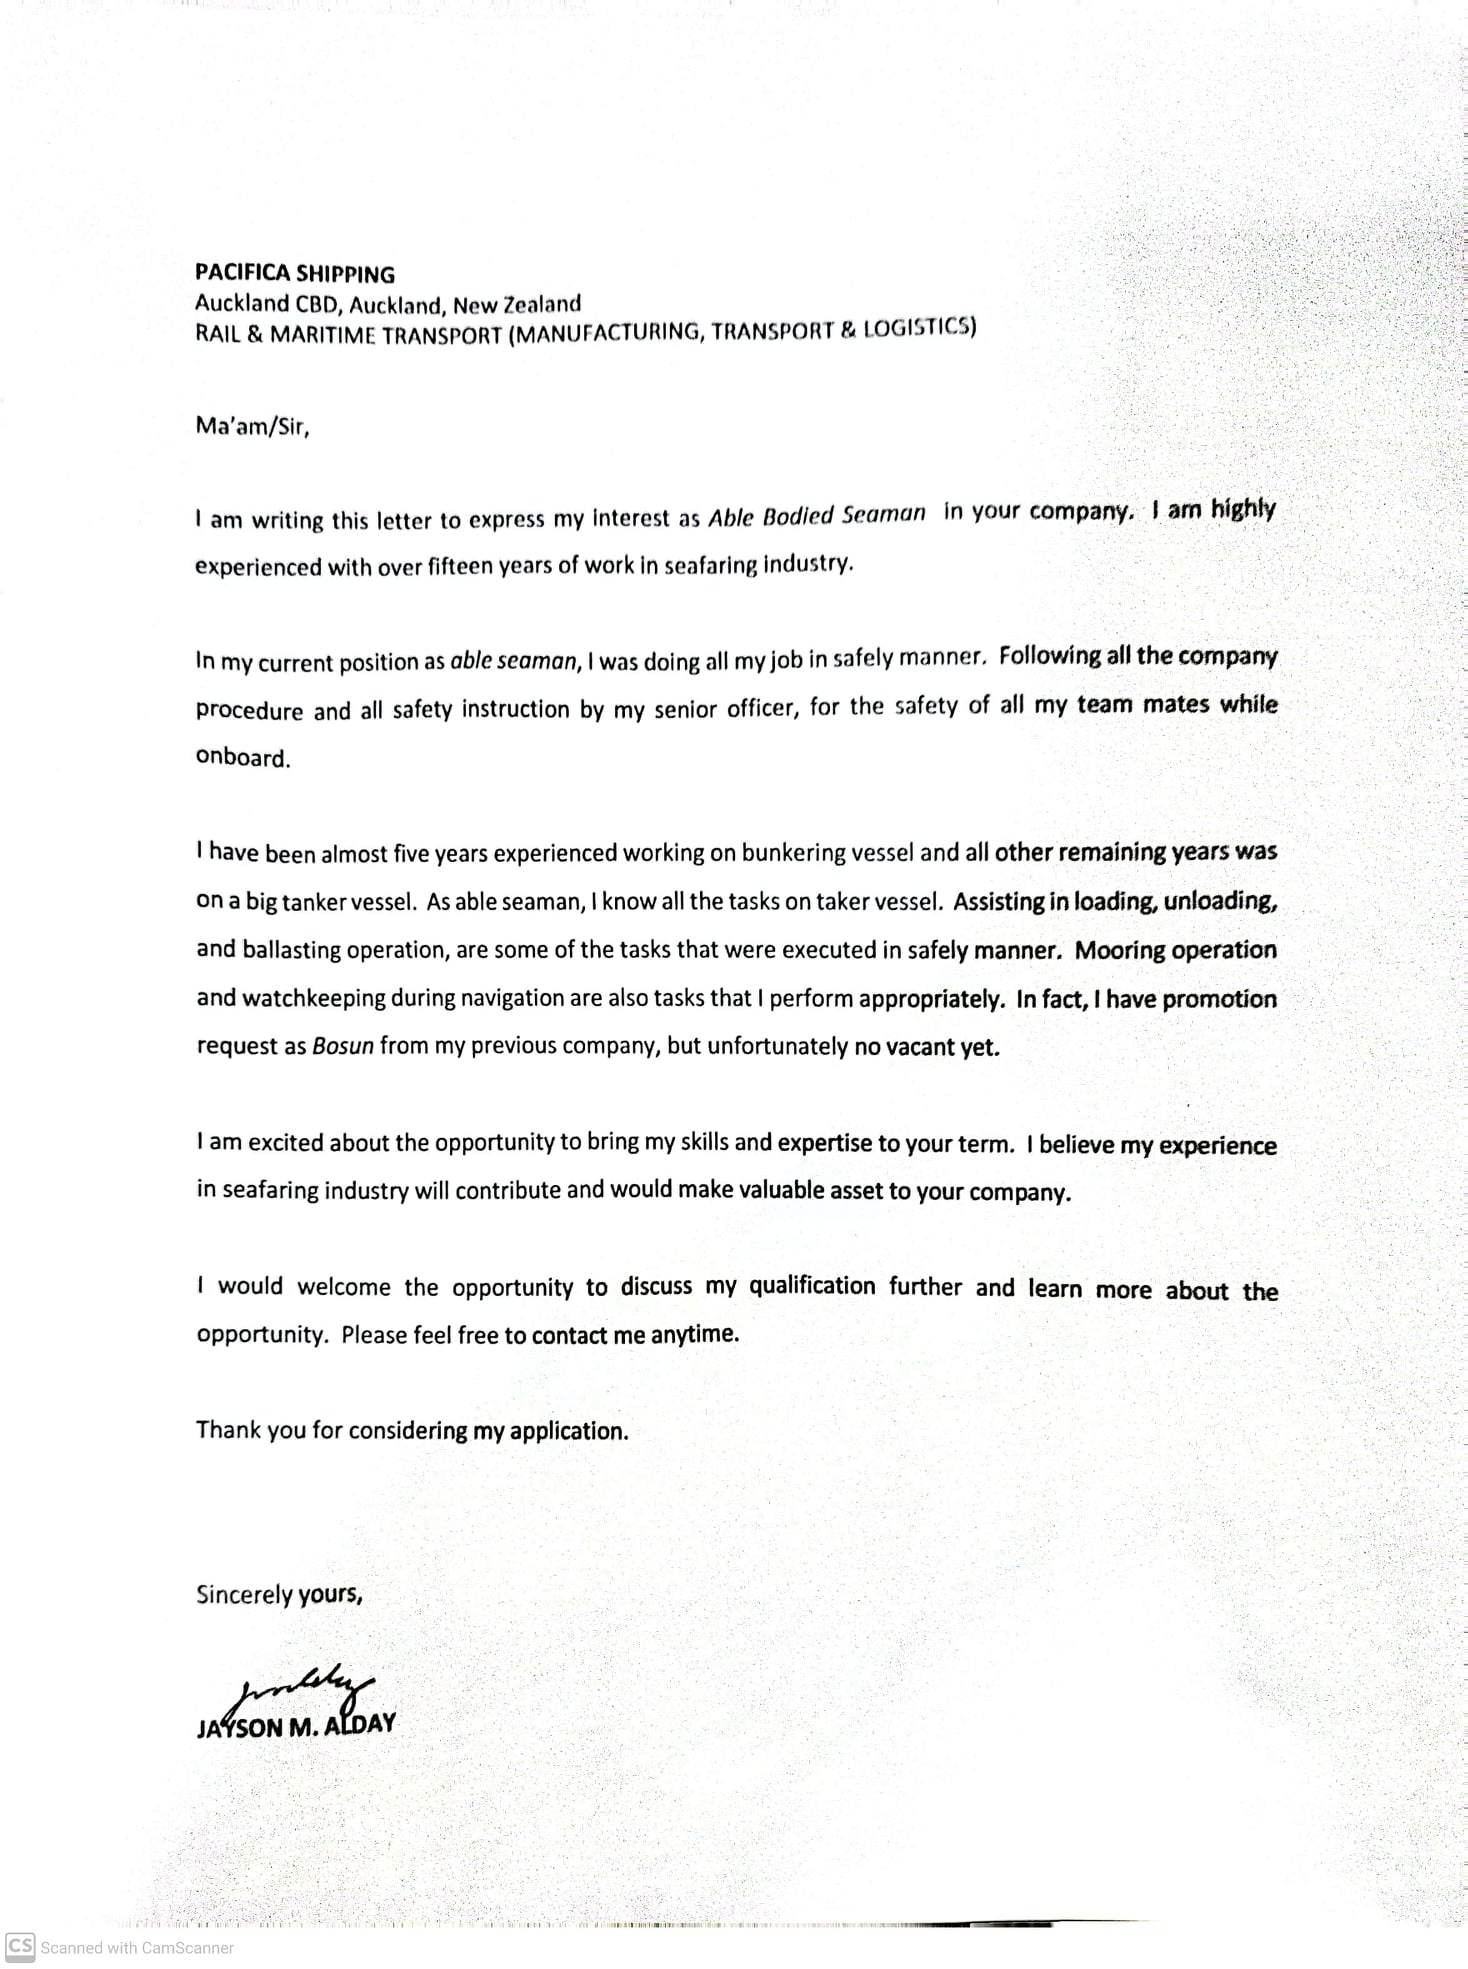 PACIFICA SHIPPING
Auckland CBD, Auckland, New Zealand
RAIL & MARITIME TRANSPORT (MANUFACTURING, TRANSPORT & LOGISTICS)
Ma'am/Sir,
I am writing this letter to express my interest as Able Bodied Seaman in your company. I am highly
experienced with over fifteen years of work in seafaring industry.
In my current position as able seaman, I was doing all my job in safely manner. Following all the company
procedure and all safety instruction by my senior officer, for the safety of all my team mates while
onboard.
I have been almost five years experienced working on bunkering vessel and all other remaining years was
on a big tanker vessel. As able seaman, I know all the tasks on taker vessel. Assisting in loading, unloading,
and ballasting operation, are some of the tasks that were executed in safely manner. Mooring operation
and watchkeeping during navigation are also tasks that I perform appropriately. In fact, I have promotion
request as Bosun from my previous company, but unfortunately no vacant yet.
I am excited about the opportunity to bring my skills and expertise to your term. I believe my experience
in seafaring industry will contribute and would make valuable asset to your company.
I would welcome the opportunity to discuss my qualification further and learn more about the
opportunity. Please feel free to contact me anytime.
Thank you for considering my application.
Sincerely yours,
JAYSON M. ALDAY
CS Scanned with CamScanner